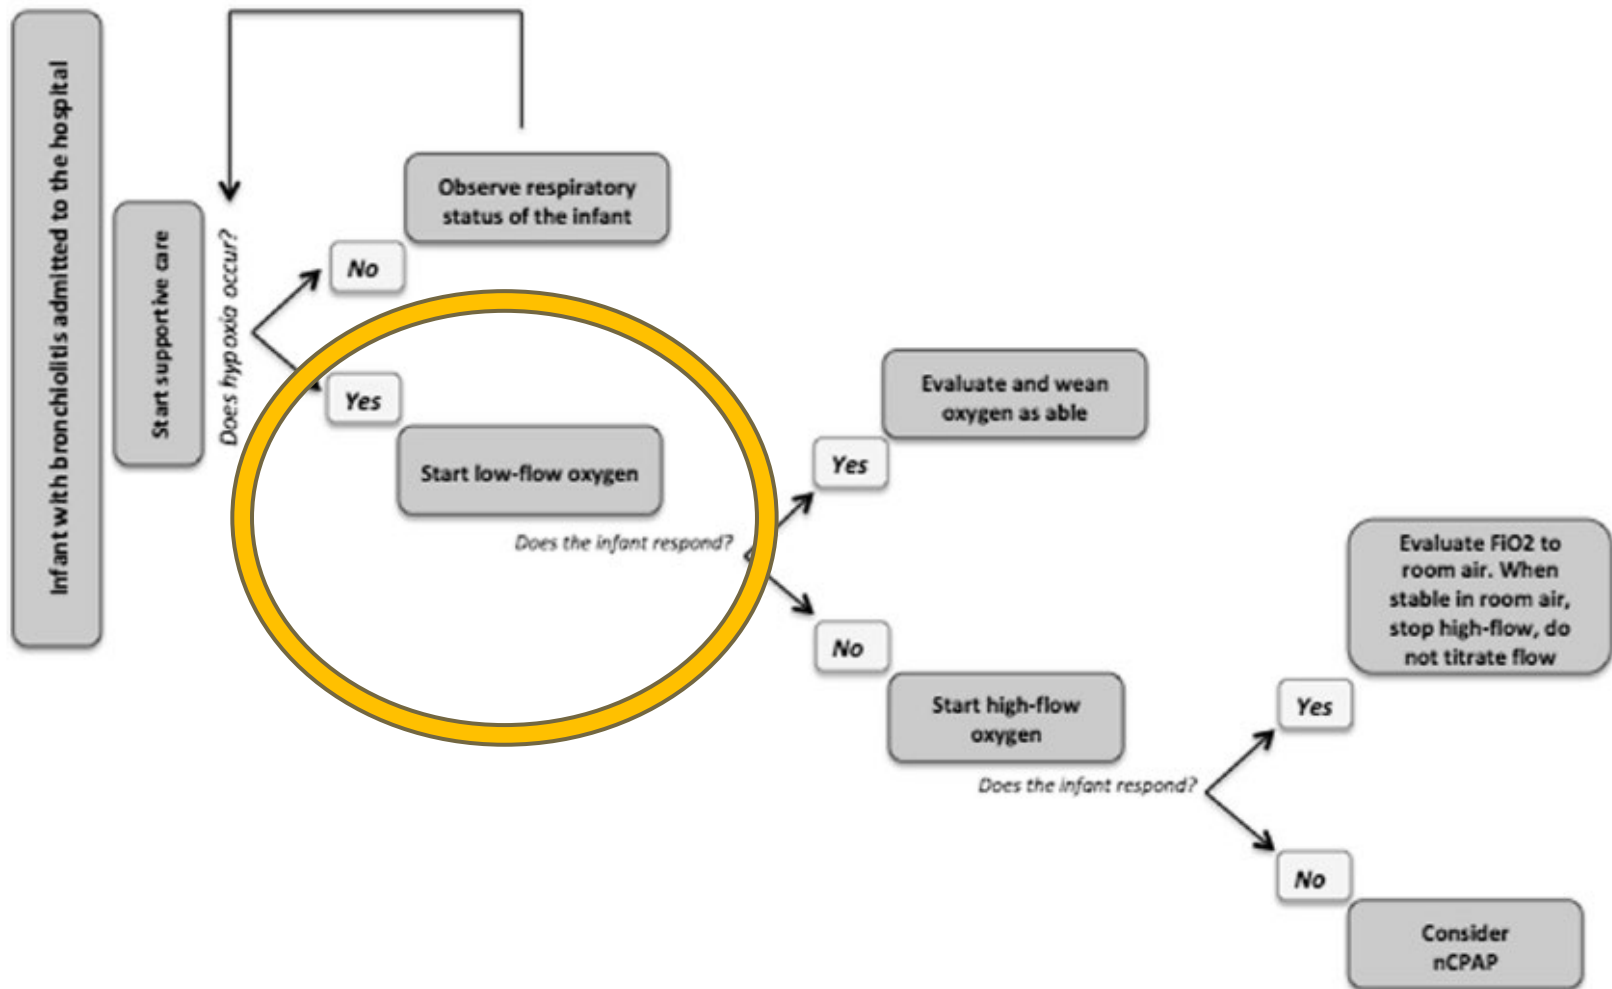 Infant with bronchiolitis admitted to the hospital
Start supportive care
Does hypoxia occur?
No
Observe respiratory
status of the infant
Yes
Start low-flow oxygen
Does the infant respond?
Yes
Evaluate and wean
oxygen as able
No
Start high-flow
oxygen
Does the infant respond?
Yes
Evaluate FiO2 to
room air. When
stable in room air,
stop high-flow, do
not titrate flow
No
Consider
nCPAP